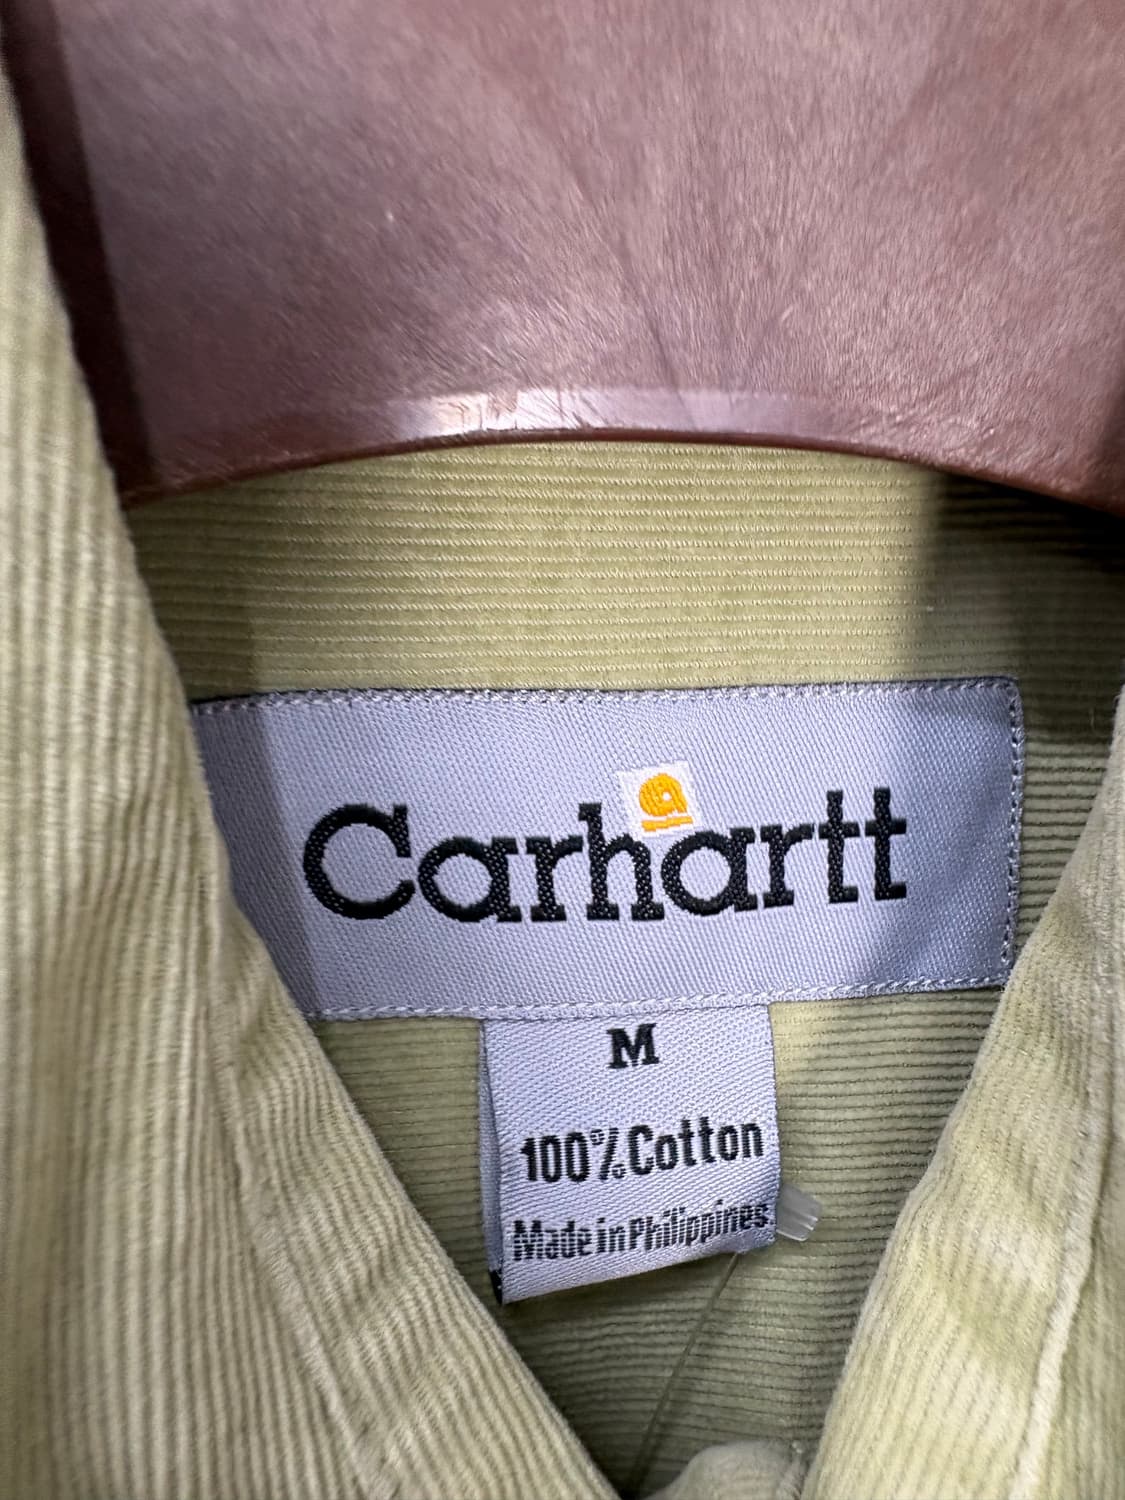 Carhartt
M
100% Cotton
Made in Philippines